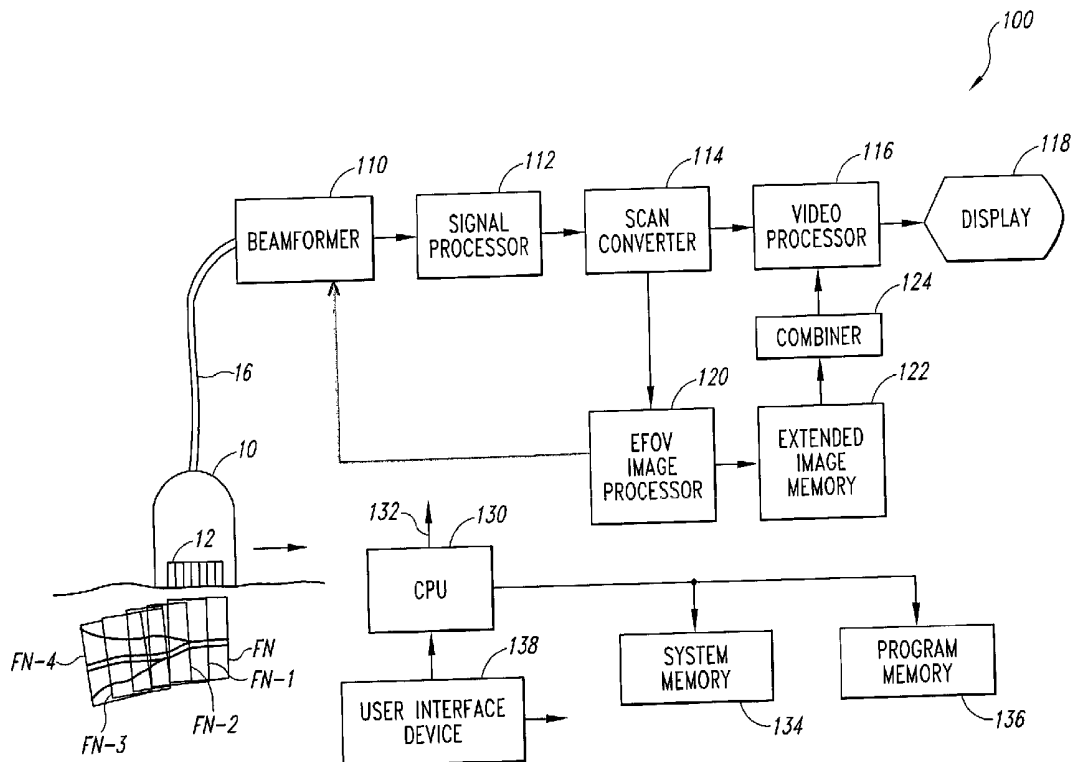 100
110
112
114
116
118
BEAMFORMER
SIGNAL
PROCESSOR
SCAN
CONVERTER
VIDEO
PROCESSOR
DISPLAY
124
COMBINER
16
120
122
EFOV
IMAGE
PROCESSOR
EXTENDED
IMAGE
MEMORY
10
12
132
130
CPU
FN-4
FN
FN-1
FN-2
FN-3
138
USER INTERFACE
DEVICE
SYSTEM
MEMORY
134
PROGRAM
MEMORY
136